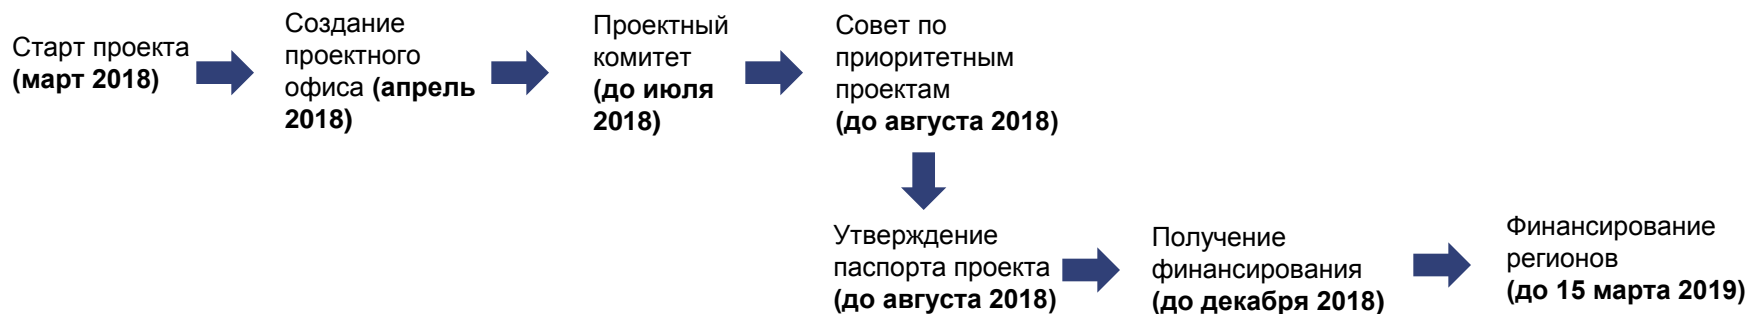 Старт проекта
(март 2018)
Создание
проектного
офиса (апрель
2018)
Проектный
комитет
(до июля
2018)
Совет по
приоритетным
проектам
(до августа 2018)
Утверждение
паспорта проекта
(до августа 2018)
Получение
финансирования
(до декабря 2018)
Финансирование
регионов
(до 15 марта 2019)